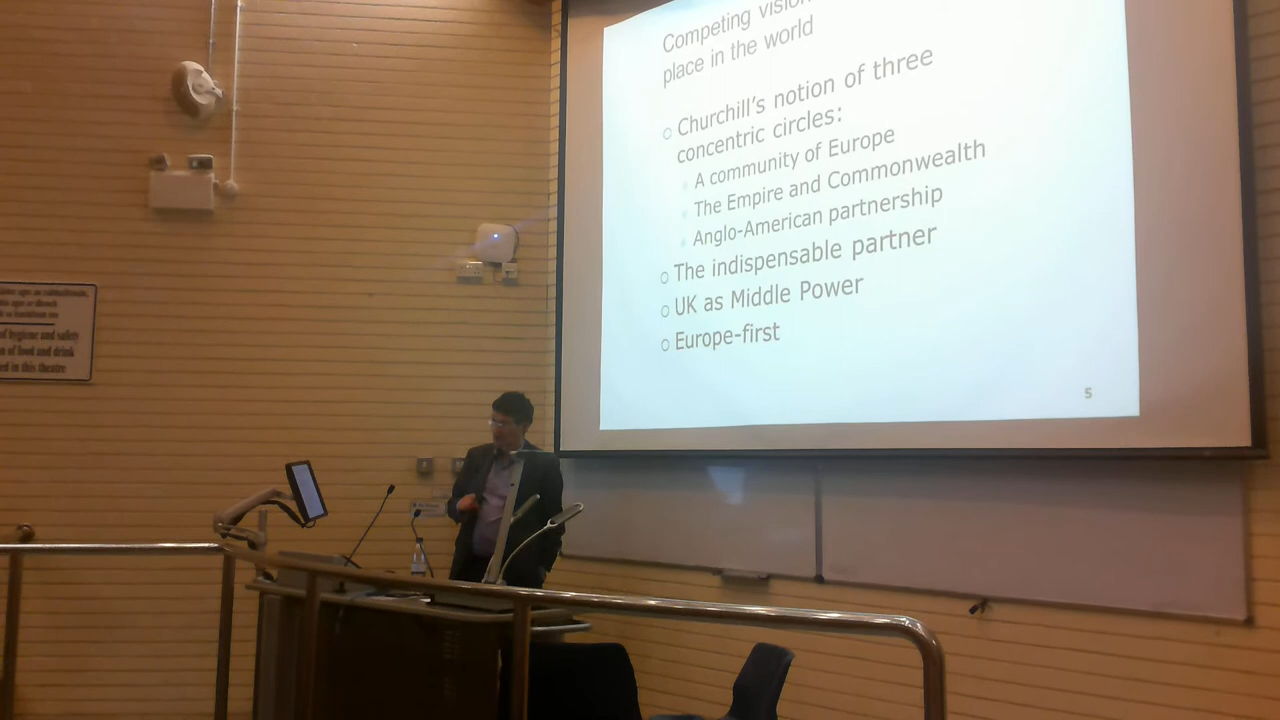 Competing vision
place in the world
Churchill's notion of three
concentric circles:
A community of Europe
The Empire and Commonwealth
Anglo-American partnership
The indispensable partner
UK as Middle Power
Europe-first
5
of hygiene and safety
n of food and drink
ed in this theatre